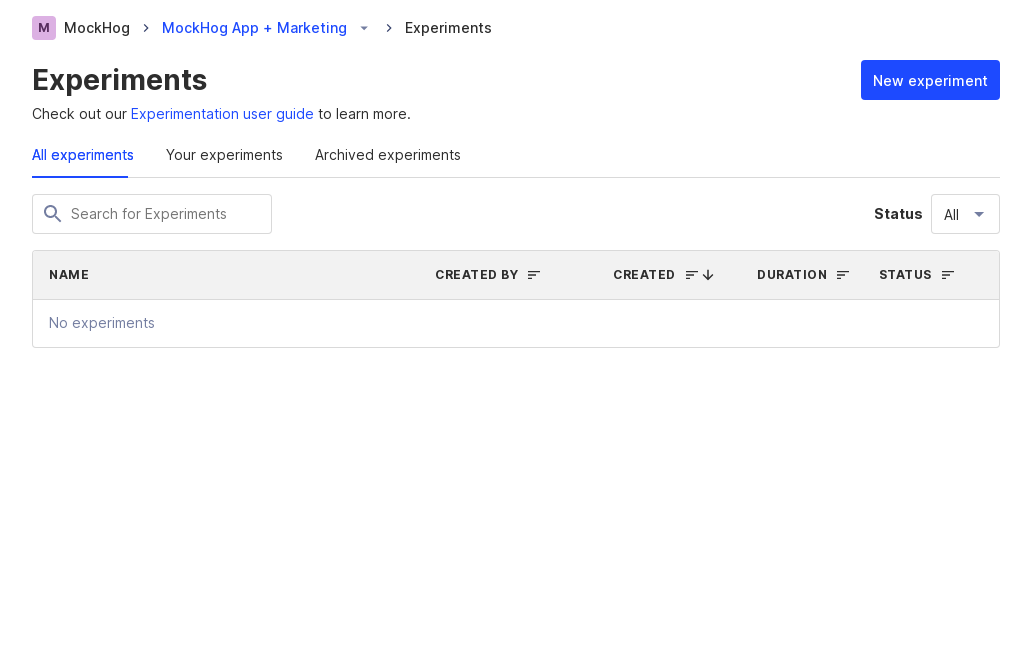 M MockHog MockHog App + Marketing Experiments
Experiments
New experiment
Check out our Experimentation user guide to learn more.
All experiments Your experiments Archived experiments
Search for Experiments Status All
NAME CREATED BY CREATED DURATION STATUS
No experiments